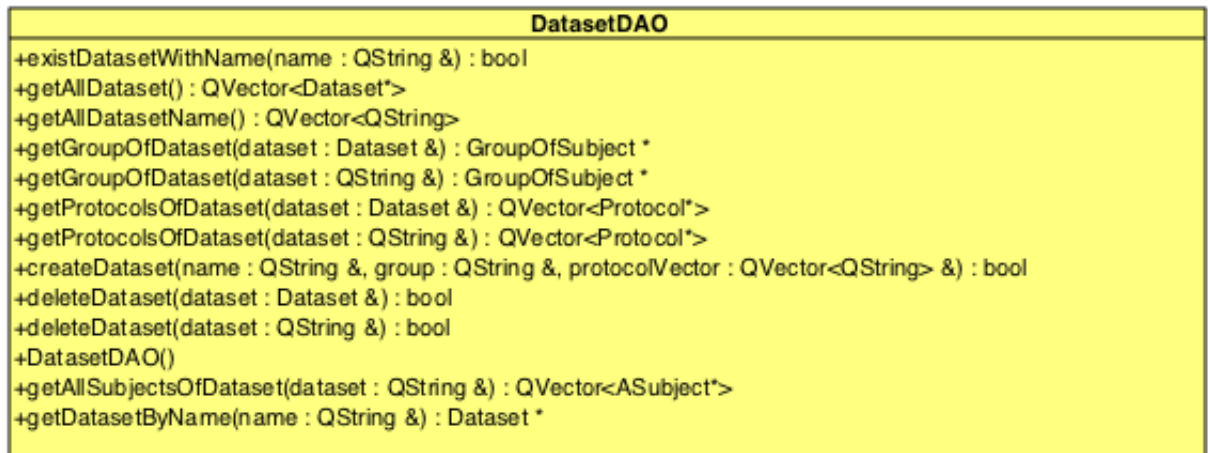 DatasetDAO
+existDatasetWithName(name : QString &) : bool
+getAllDataset() : QVector<Dataset*>
+getAllDatasetName() : QVector<QString>
+getGroupOfDataset(dataset : Dataset &) : GroupOfSubject *
+getGroupOfDataset(dataset : QString &) : GroupOfSubject *
+getProtocolsOfDataset(dataset : Dataset &) : QVector<Protocol*>
+getProtocolsOfDataset(dataset : QString &) : QVector<Protocol*>
+createDataset(name : QString &, group : QString &, protocolVector : QVector<QString> &) : bool
+deleteDataset(dataset : Dataset &) : bool
+deleteDataset(dataset : QString &) : bool
+DatasetDAO()
+getAllSubjectsOfDataset(dataset : QString &) : QVector<ASubject*>
+getDatasetByName(name : QString &) : Dataset *